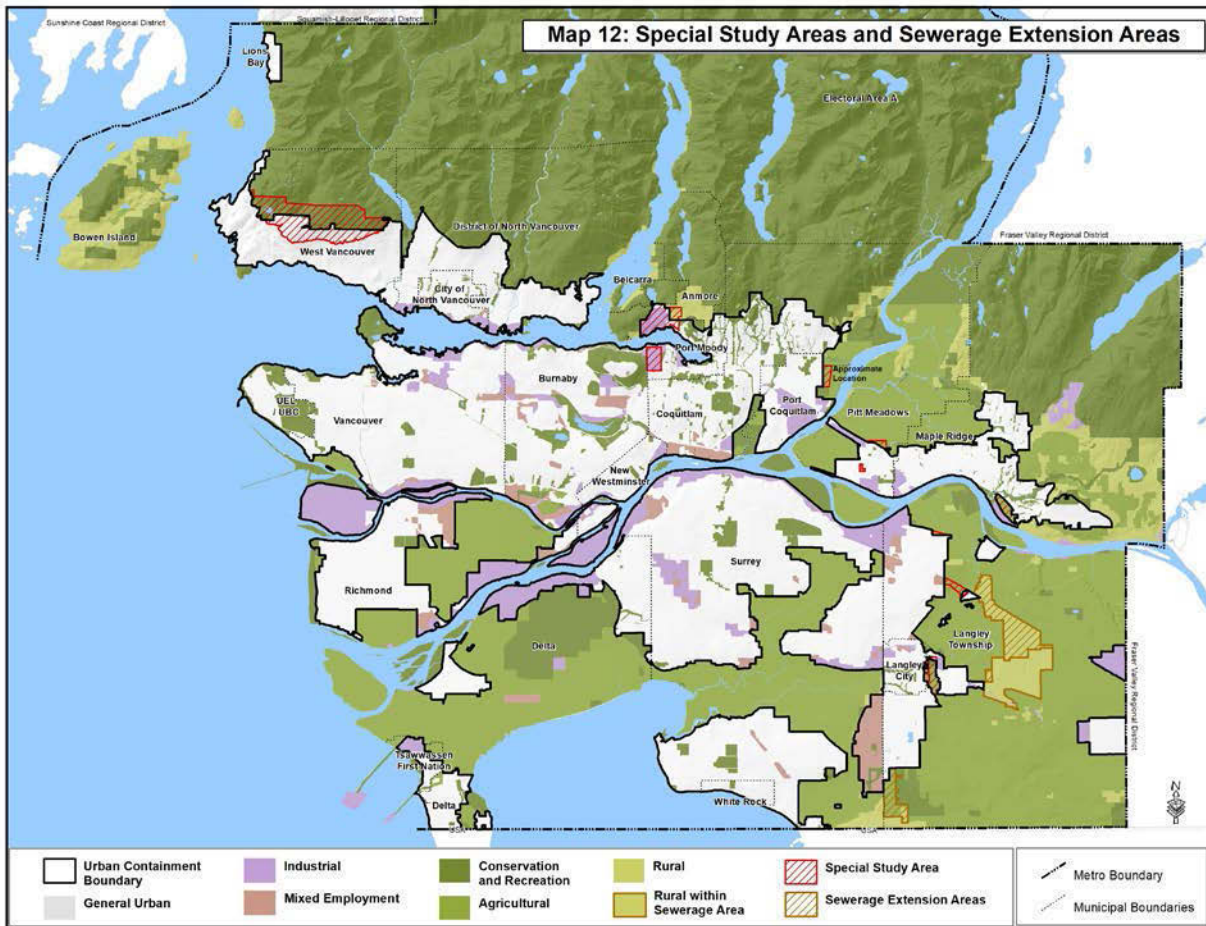 Map 12: Special Study Areas and Sewerage Extension Areas
Sunshine Coast Regional District
Squamish-Lillooet Regional District
Lions
Bay
Electoral Area A
Bowen Island
West Vancouver
District of North Vancouver
Fraser Valley Regional District
City of
North Vancouver
Belcarra
Anmore
Port Moody
Approximate
Location
Burnaby
UEL
/ UBC
Vancouver
Coquitlam
Port
Coquitlam
Pitt Meadows
Maple Ridge
New
Westminster
Surrey
Richmond
Delta
Langley
Township
Langley
City
Fraser Valley Regional District
Tsawwassen
First Nation
Delta
White Rock
N
USA
USA
Urban Containment
Boundary
General Urban
Industrial
Mixed Employment
Conservation
and Recreation
Agricultural
Rural
Rural within
Sewerage Area
Special Study Area
Sewerage Extension Areas
Metro Boundary
Municipal Boundaries